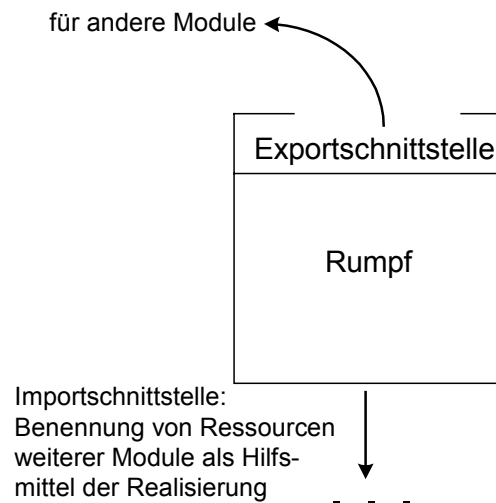 für andere Module
Exportschnittstelle
Rumpf
Importschnittstelle:
Benennung von Ressourcen
weiterer Module als Hilfs-
mittel der Realisierung